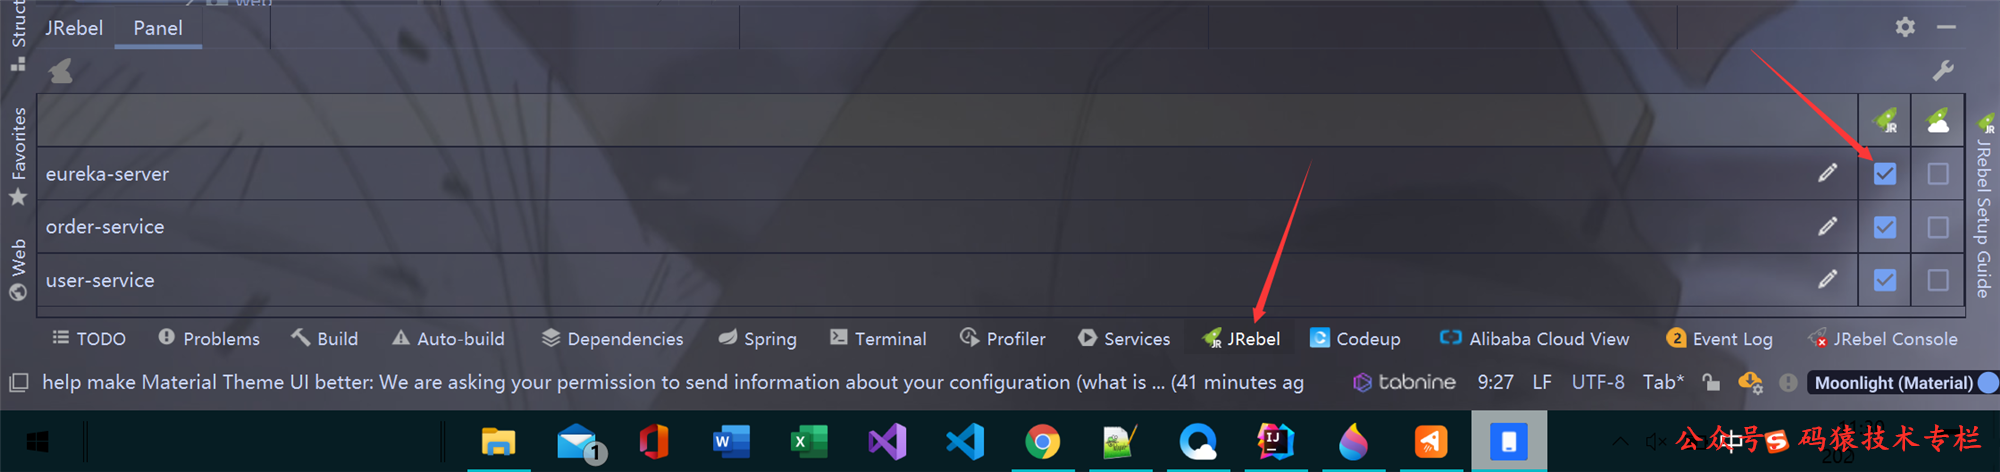 Struct
web
JRebel Panel
Favorites
Web
JR
JR
JRebel Setup Guide
eureka-server
order-service
user-service
TODO Problems Build Auto-build Dependencies Spring Terminal Profiler Services JRebel Codeup Alibaba Cloud View 2 Event Log JRebel Console
help make Material Theme UI better: We are asking your permission to send information about your configuration (what is ... (41 minutes ag tabnine 9:27 LF UTF-8 Tab* Moonlight (Material)
1 W X IJ 中
公众号 S 码猿技术专栏